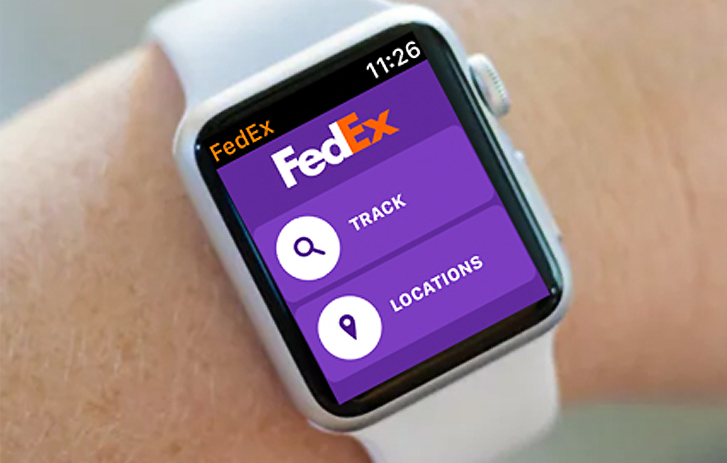 11:26
FedEx
FedEx
TRACK
LOCATIONS